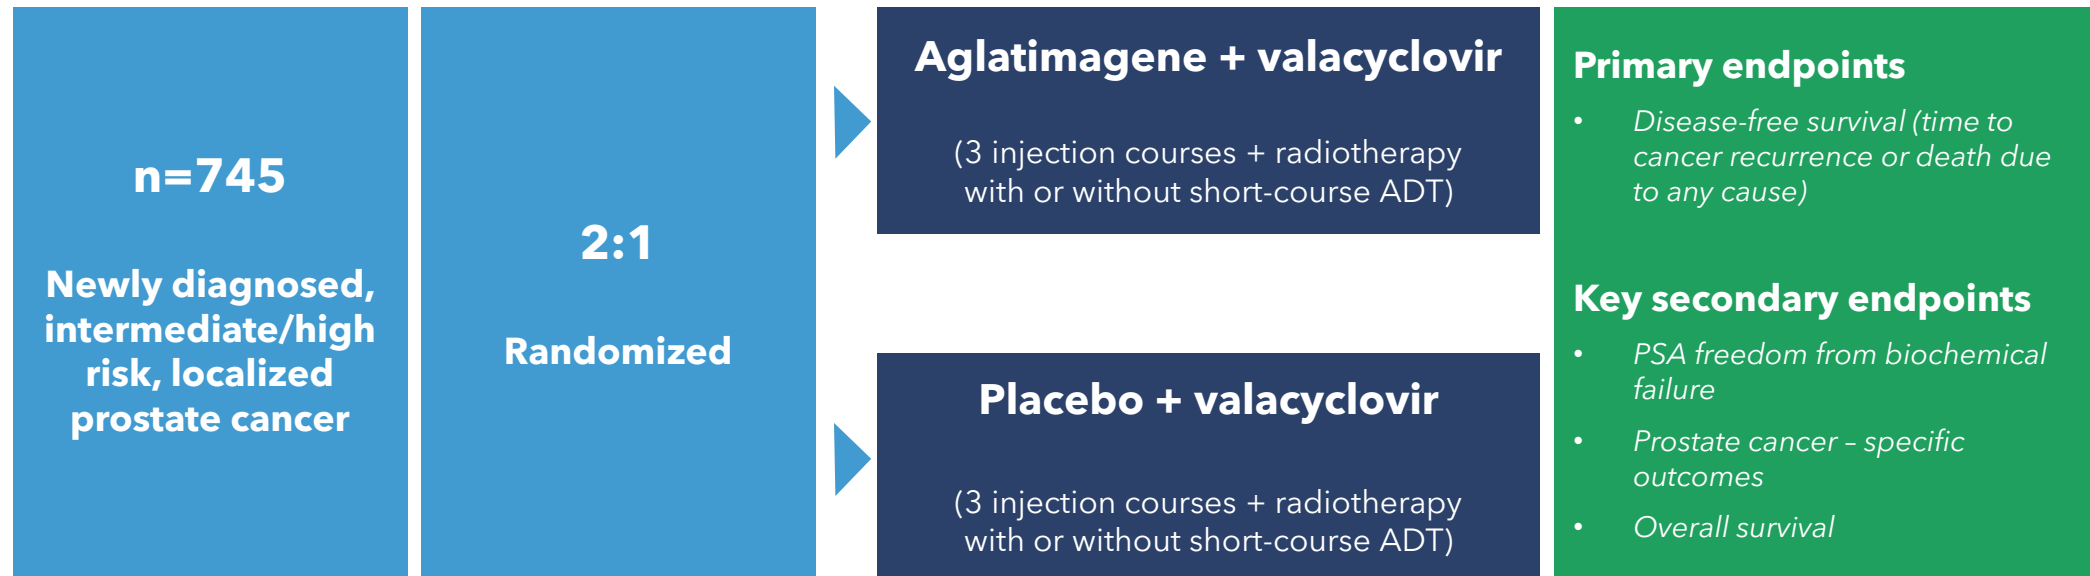 n=745
Newly diagnosed,
intermediate/high
risk, localized
prostate cancer
2:1
Randomized
Aglatimagene + valacyclovir
(3 injection courses + radiotherapy
with or without short-course ADT)
Placebo + valacyclovir
(3 injection courses + radiotherapy
with or without short-course ADT)
Primary endpoints
• Disease-free survival (time to
cancer recurrence or death due
to any cause)
Key secondary endpoints
• PSA freedom from biochemical
failure
• Prostate cancer – specific
outcomes
• Overall survival